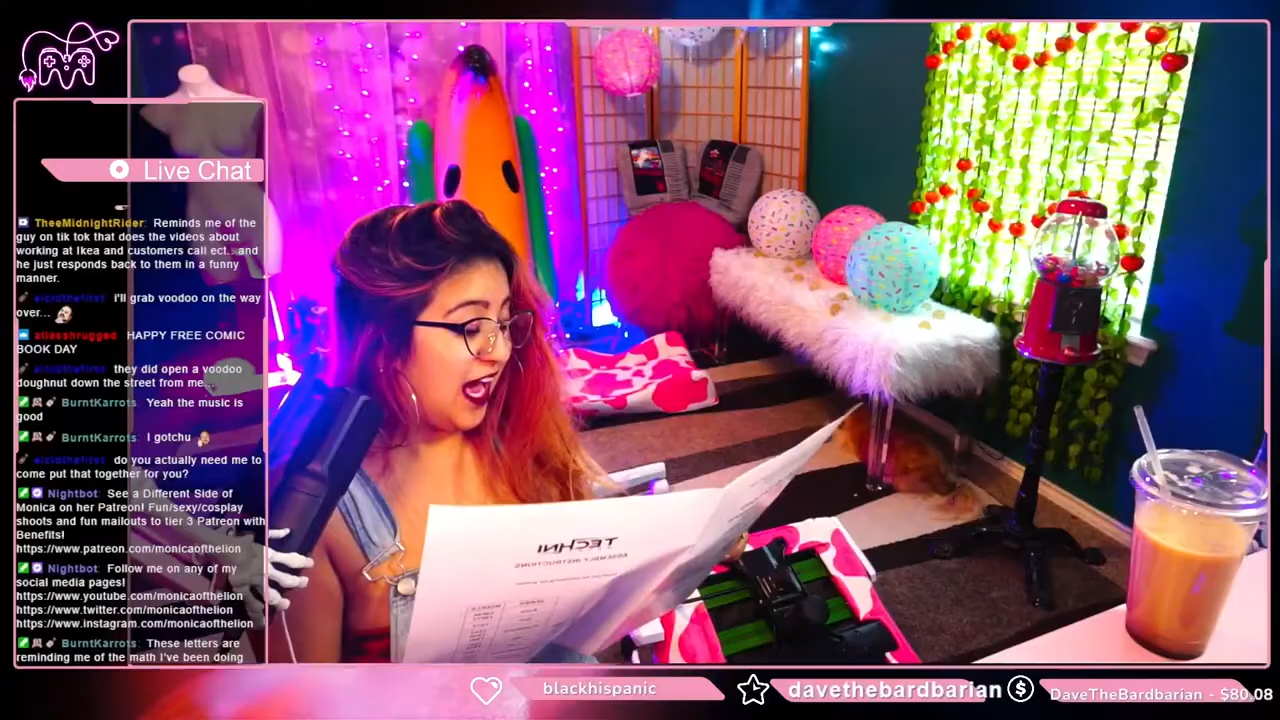 Live Chat
TheeMidnightRider: Reminds me of the
guy on tik tok that does the videos about
working at Ikea and customers call ect...and
he just responds back to them in a funny
manner.
elcidthefirst: i'll grab voodoo on the way
over...
atlasshrugged: HAPPY FREE COMIC
BOOK DAY
elcidthefirst: they did open a voodoo
doughnut down the street from me...
BurntKarrots: Yeah the music is
good
BurntKarrots: I gotchu
elcidthefirst: do you actually need me to
come put that together for you?
Nightbot: See a Different Side of
Monica on her Patreon! Fun/sexy/cosplay
shoots and fun mailouts to tier 3 Patreon with
Benefits!
https://www.patreon.com/monicaofthelion
Nightbot: Follow me on any of my
social media pages!
https://www.youtube.com/monicaofthelion
https://www.twitter.com/monicaofthelion
https://www.instagram.com/monicaofthelion
BurntKarrots: These letters are
reminding me of the math I've been doing
TECHNI
ASSEMBLY INSTRUCTIONS
blackhispanic
davethebardbarian
DaveTheBardbarian - $80.08